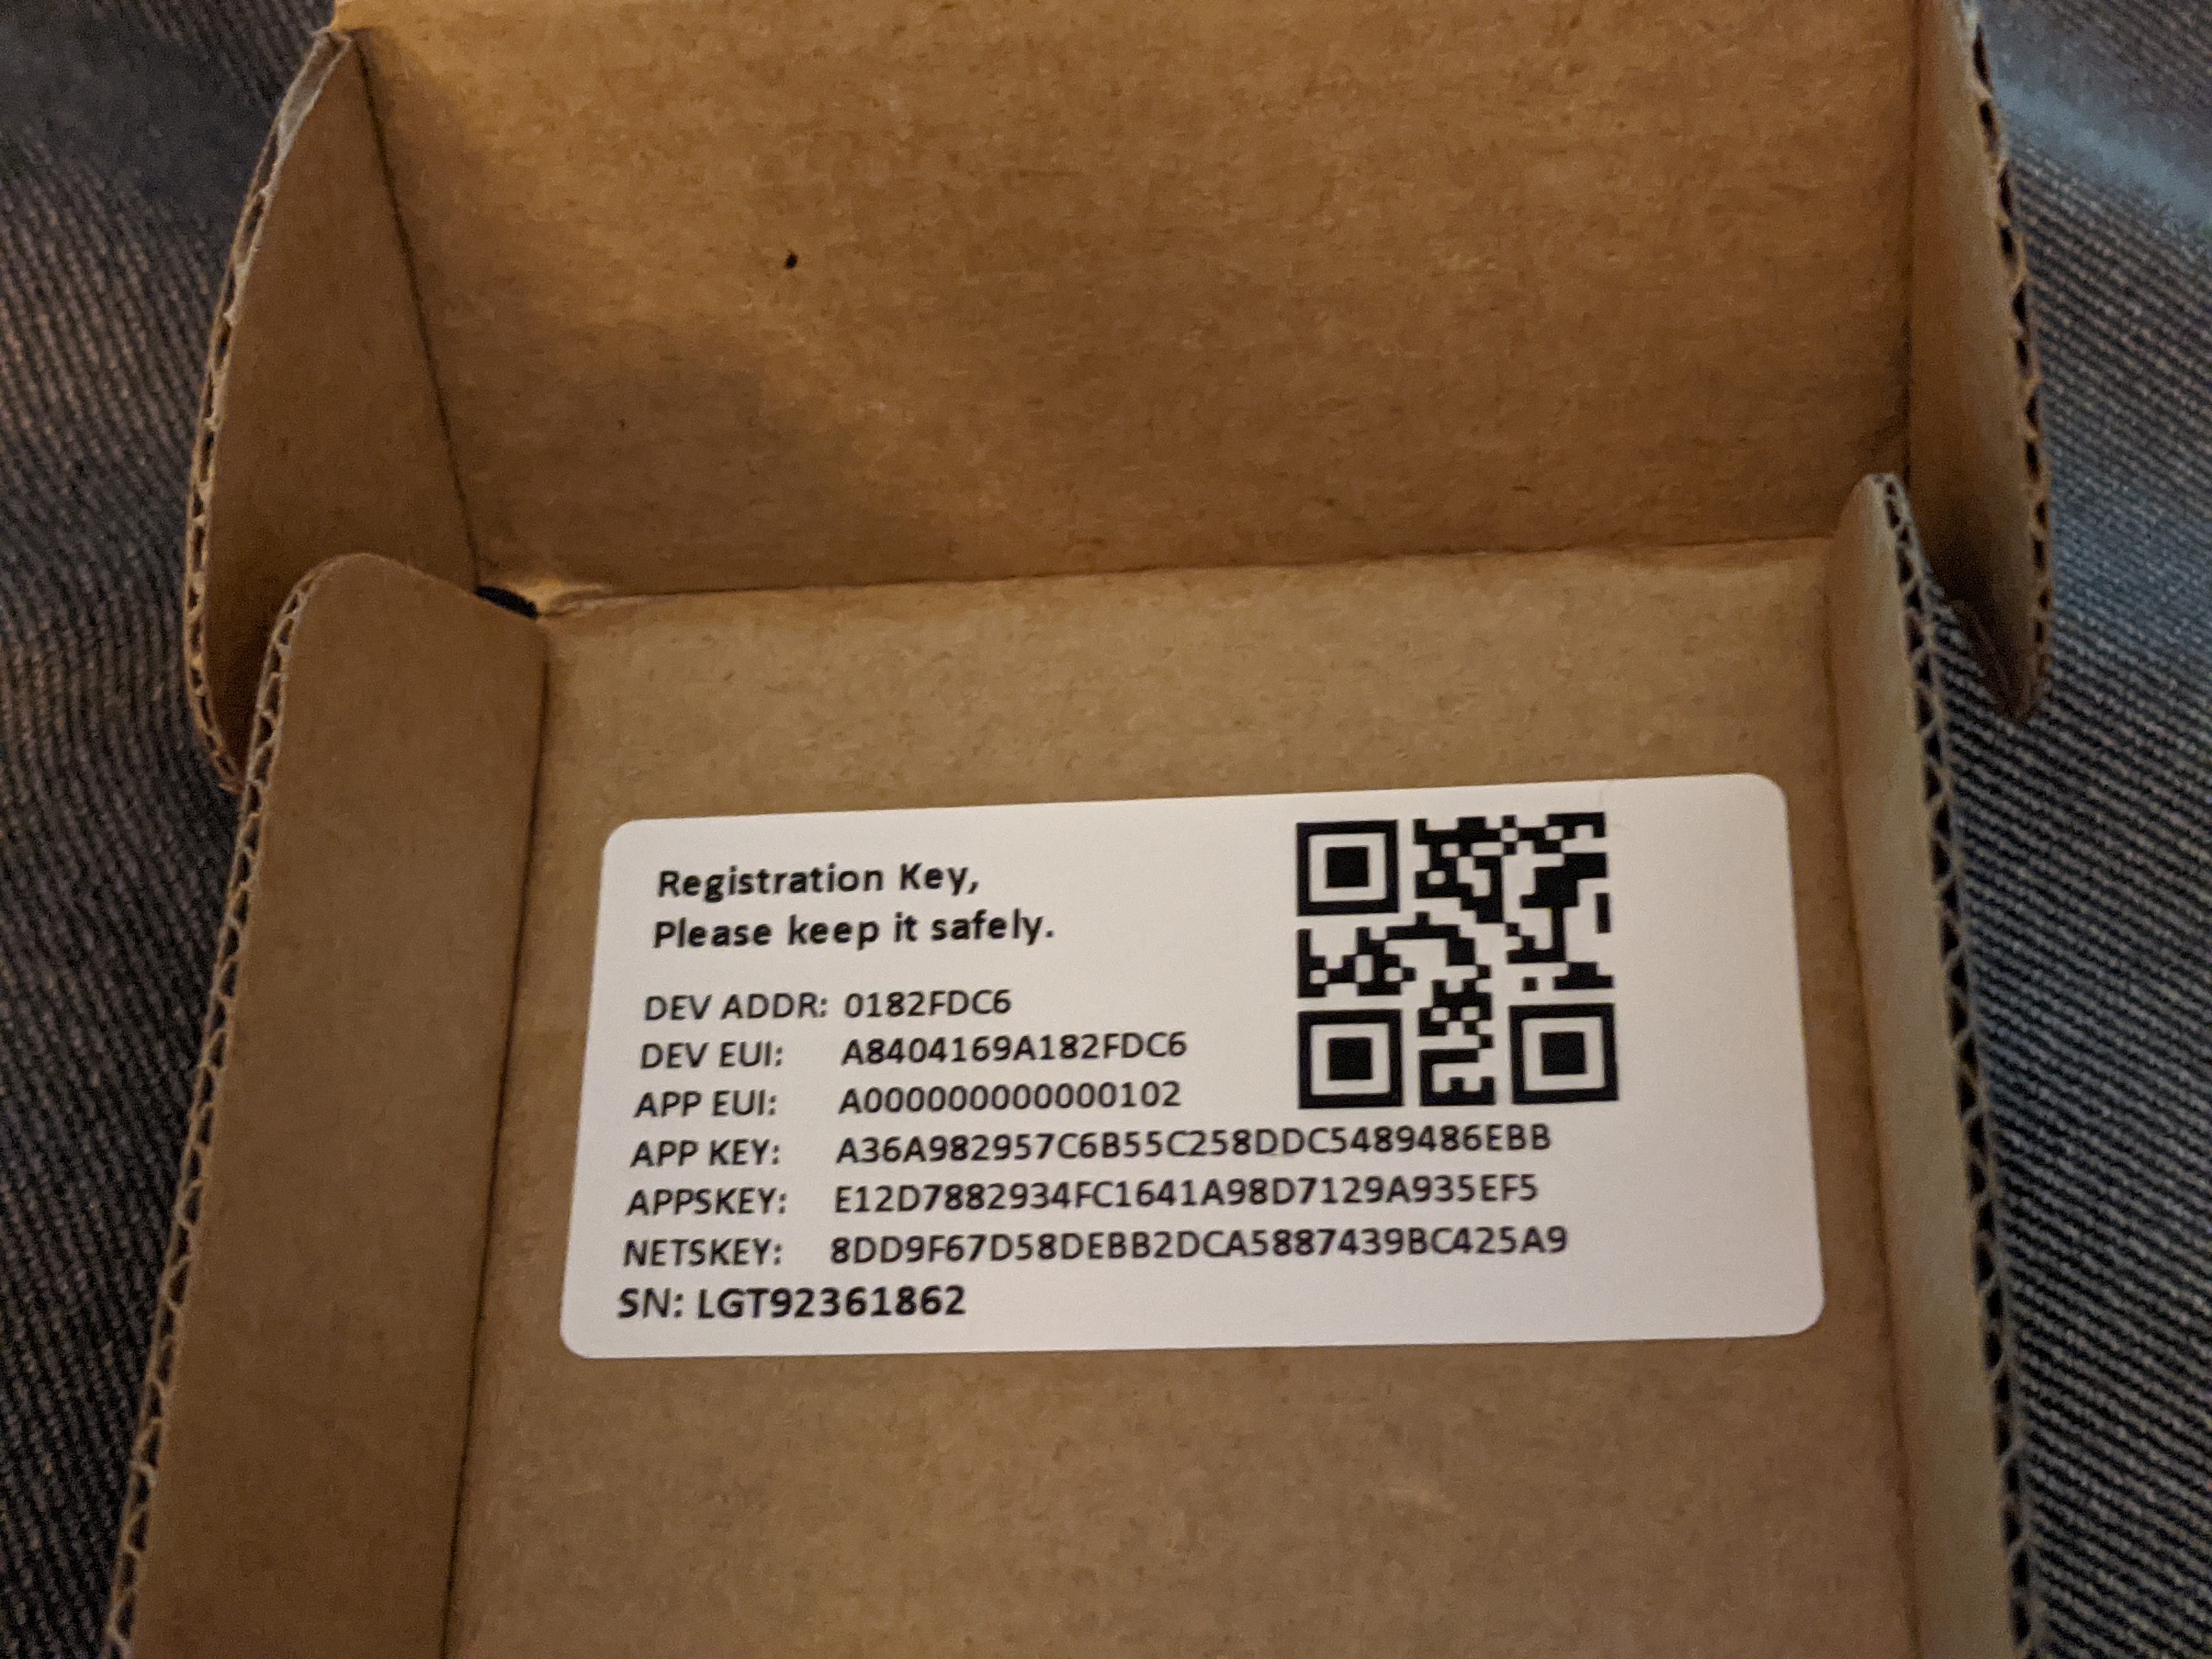 Registration Key,
Please keep it safely.
DEV ADDR: 0182FDC6
DEV EUI: A8404169A182FDC6
APP EUI: A000000000000102
APP KEY: A36A982957C6B55C258DDC5489486EBB
APPSKEY: E12D7882934FC1641A98D7129A935EF5
NETSKEY: 8DD9F67D58DEBB2DCA5887439BC425A9
SN: LGT92361862